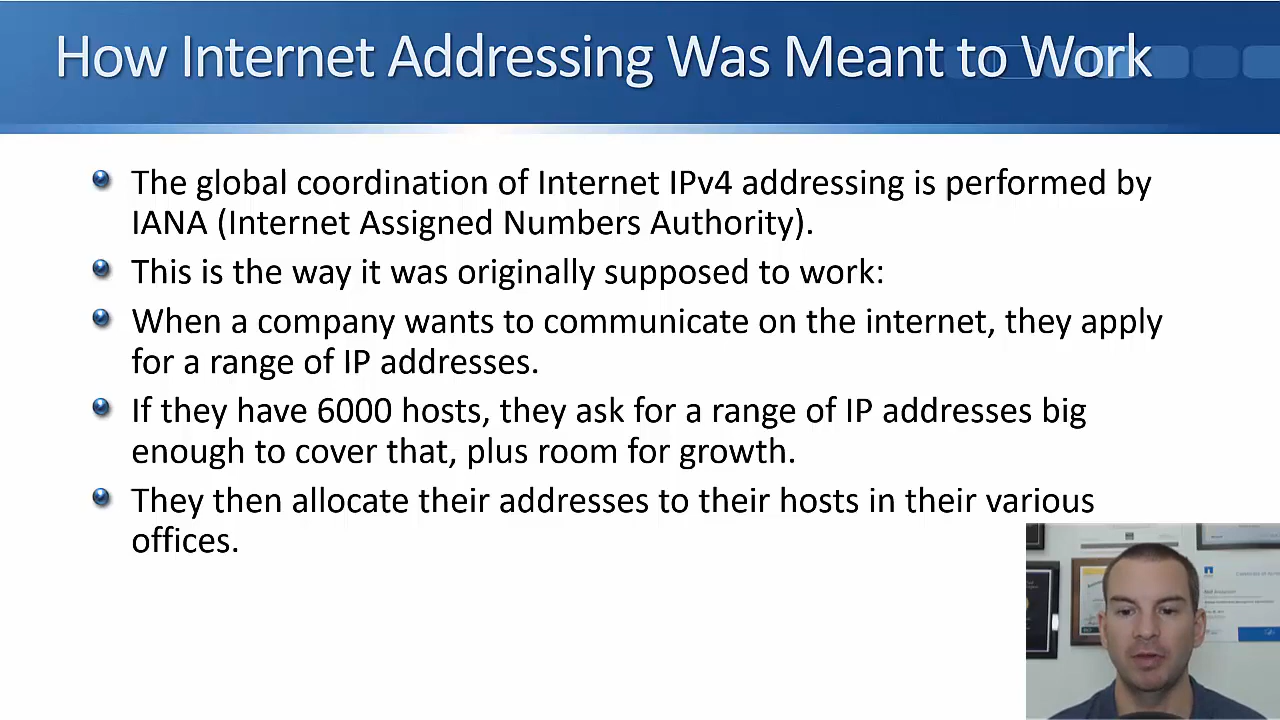 How Internet Addressing Was Meant to Work
The global coordination of Internet IPv4 addressing is performed by
IANA (Internet Assigned Numbers Authority).
This is the way it was originally supposed to work:
When a company wants to communicate on the internet, they apply
for a range of IP addresses.
If they have 6000 hosts, they ask for a range of IP addresses big
enough to cover that, plus room for growth.
They then allocate their addresses to their hosts in their various
offices.